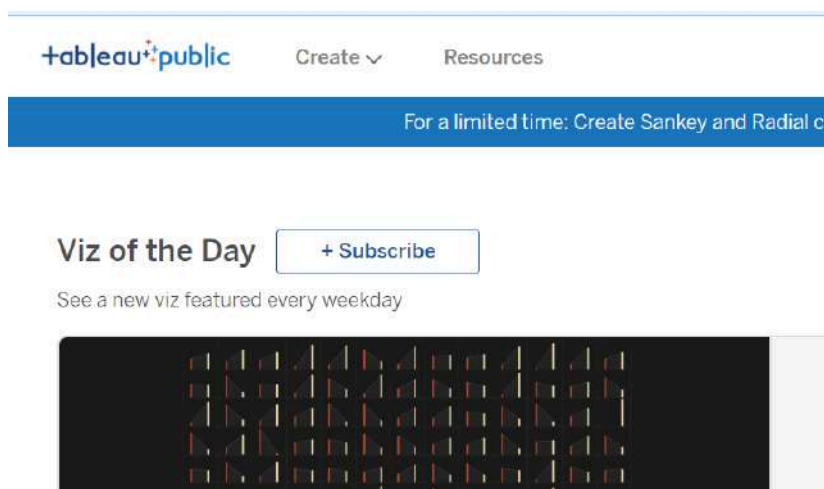 +ableau public
Create
Resources
For a limited time: Create Sankey and Radial c
Viz of the Day
+ Subscribe
See a new viz featured every weekday